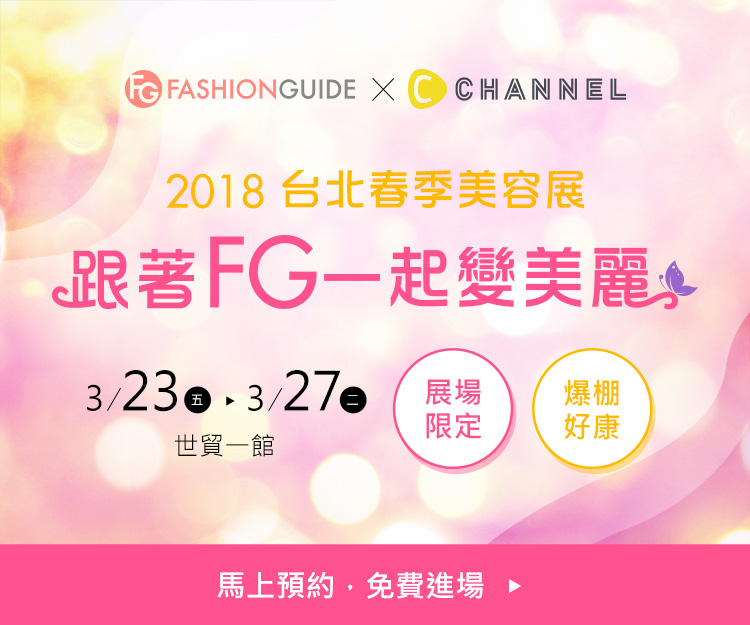 FG FASHIONGUIDE × C CHANNEL
2018 台北春季美容展
跟著FG一起變美麗
3/23五 ▸ 3/27二
世貿一館
展場
限定
爆棚
好康
馬上預約，免費進場 ▸